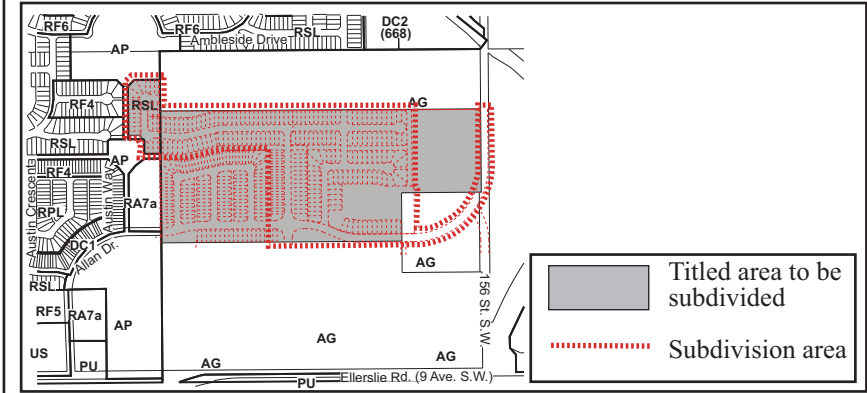 RF6
RF6
RSL
DC2
(668)
Ambleside Drive
AP
RF4
RSL
AG
RSL
AP
RF4
Austin Crescent
Austin Way
RPL
RA7a
DC1
Allan Dr.
AG
RSL
RF5
RA7a
AP
156 St. S.W.
US
PU
AG
AG
AG
PU
Ellerslie Rd. (9 Ave. S.W.)
Titled area to be
subdivided
Subdivision area